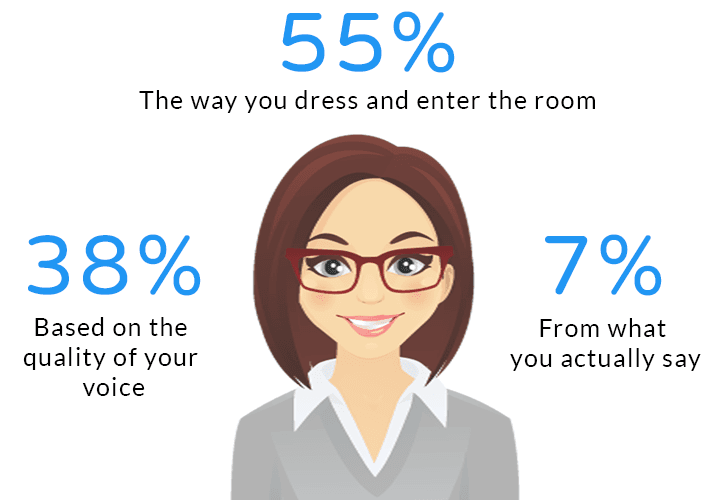 55%
The way you dress and enter the room
38%
Based on the
quality of your
voice
7%
From what
you actually say